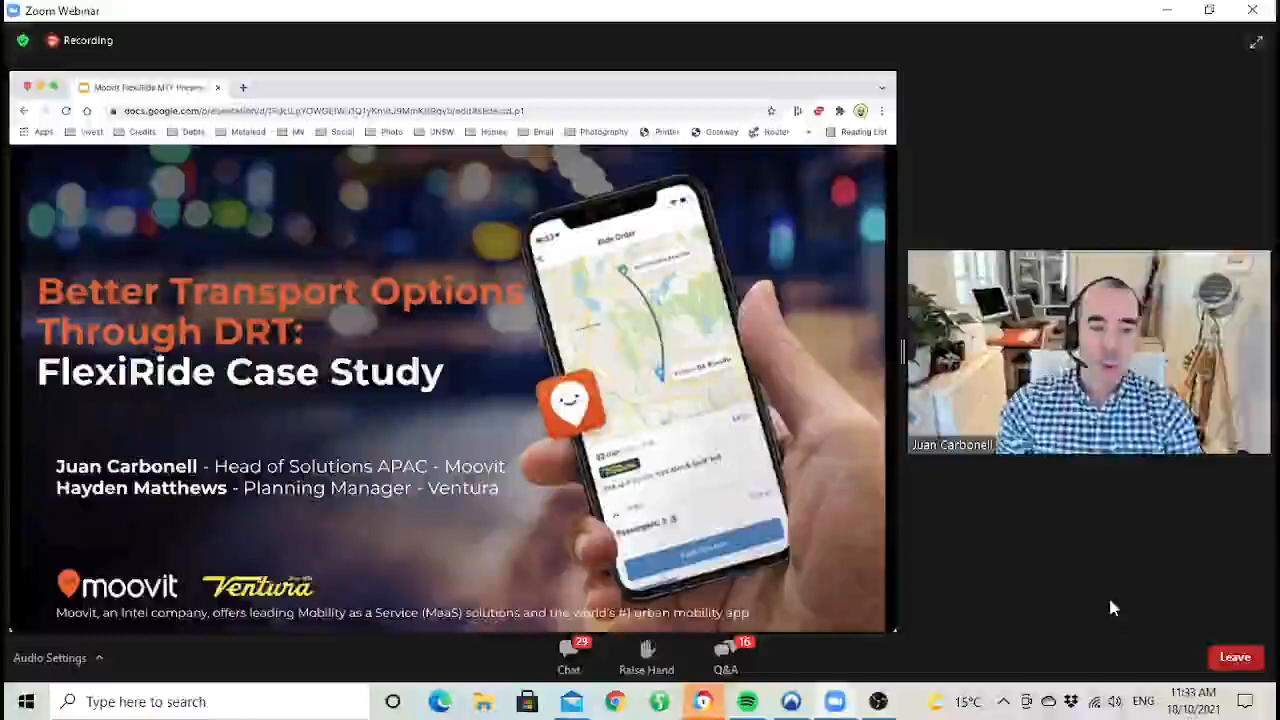 Zoom Webinar
Recording
Apps Invest Credits Debts Metalead MV Social Photo UNSW Homes Email Photography Printer Gateway Router Reading List
Ride Order
Better Transport Options
Through DRT:
FlexiRide Case Study
Juan Carbonell - Head of Solutions APAC - Moovit
Hayden Matthews - Planning Manager - Ventura
moovit Ventura
Moovit, an Intel company, offers leading Mobility as a Service (MaaS) solutions and the world's #1 urban mobility app
Juan Carbonell
Audio Settings
29
Chat
Raise Hand
16
Q&A
Leave
Type here to search
15°C
ENG
11:33 AM
18/10/2021